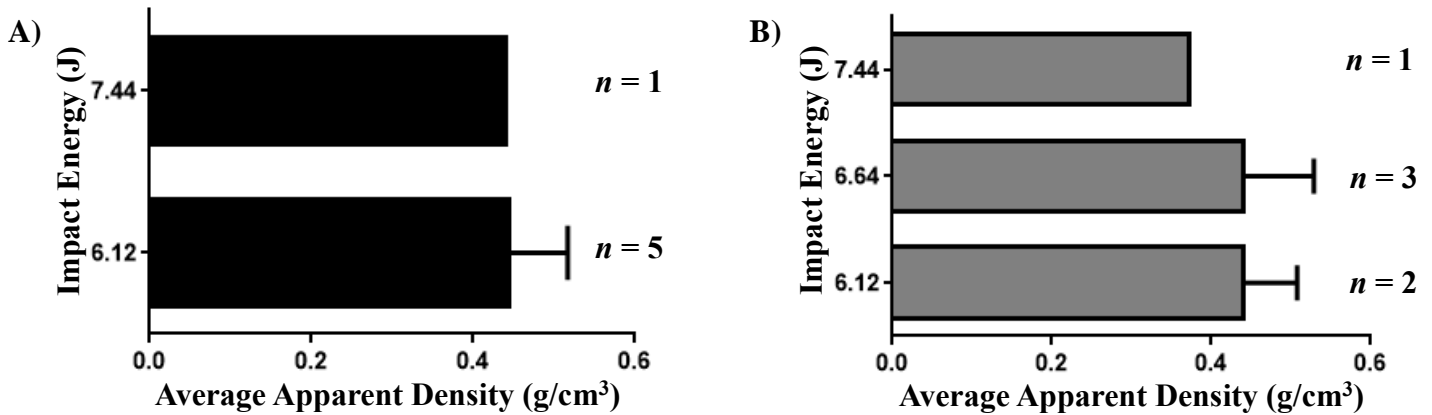 A)
Impact Energy (J)
7.44
n = 1
6.12
n = 5
0.0 0.2 0.4 0.6
Average Apparent Density (g/cm³)
B)
Impact Energy (J)
7.44
n = 1
6.64
n = 3
6.12
n = 2
0.0 0.2 0.4 0.6
Average Apparent Density (g/cm³)